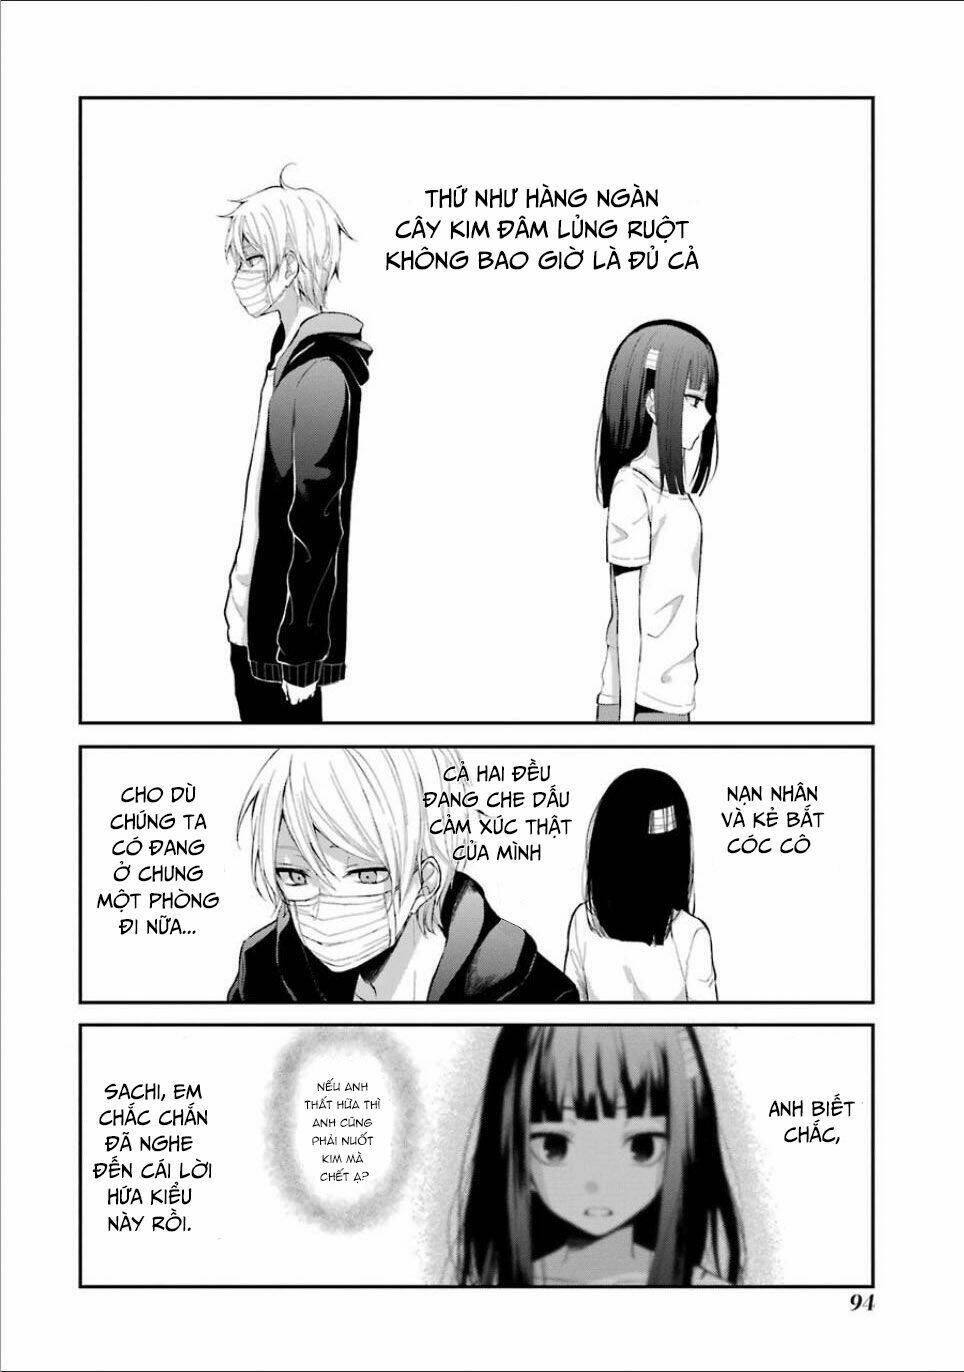 THỨ NHƯ HÀNG NGÀN
CÂY KIM ĐÂM LỦNG RUỘT
KHÔNG BAO GIỜ LÀ ĐỦ CẢ
NẠN NHÂN
VÀ KẺ BẮT
CÓC CÔ
CẢ HAI ĐỀU
ĐANG CHE DẤU
CẢM XÚC THẬT
CỦA MÌNH
CHO DÙ
CHÚNG TA
CÓ ĐANG
Ở CHUNG
MỘT PHÒNG
ĐI NỮA...
ANH BIẾT
CHẮC,
NẾU ANH
THẤT HỨA THÌ
ANH CŨNG
PHẢI NUỐT
KIM MÀ
CHẾT Ạ?
SACHI, EM
CHẮC CHẮN
ĐÃ NGHE
ĐẾN CÁI LỜI
HỨA KIỂU
NÀY RỒI.
94